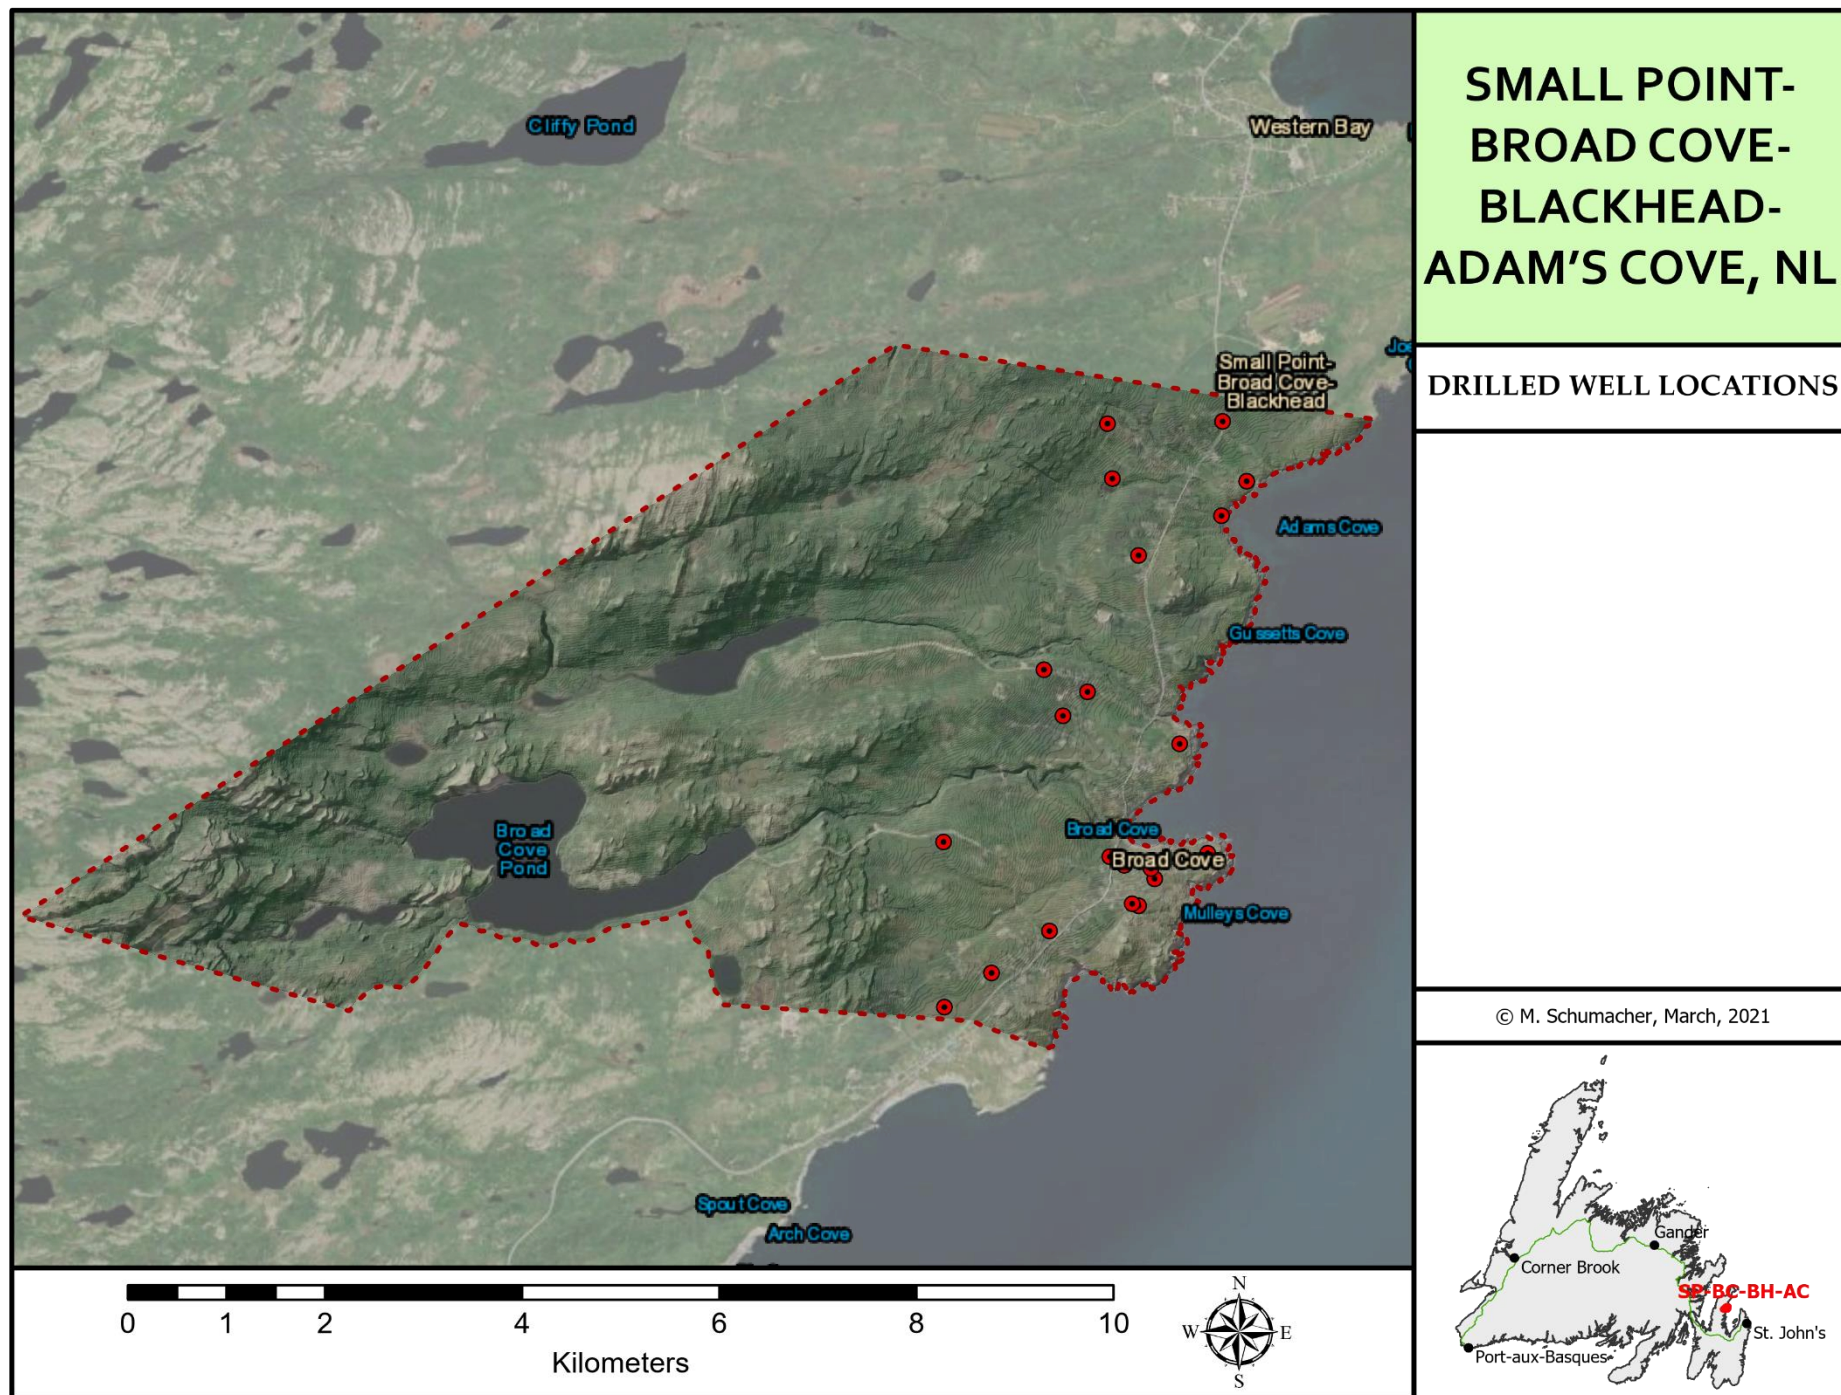 SMALL POINT-
BROAD COVE-
BLACKHEAD-
ADAM'S COVE, NL
DRILLED WELL LOCATIONS
Cliffy Pond
Western Bay
Small Point-
Broad Cove-
Blackhead
Adams Cove
Gussetts Cove
Broad Cove
Broad Cove
Broad
Cove
Pond
Mulleys Cove
Spout Cove
Arch Cove
© M. Schumacher, March, 2021
0 1 2 4 6 8 10
Kilometers
N
W E
S
Gander
Corner Brook
SP-BC-BH-AC
St. John's
Port-aux-Basques